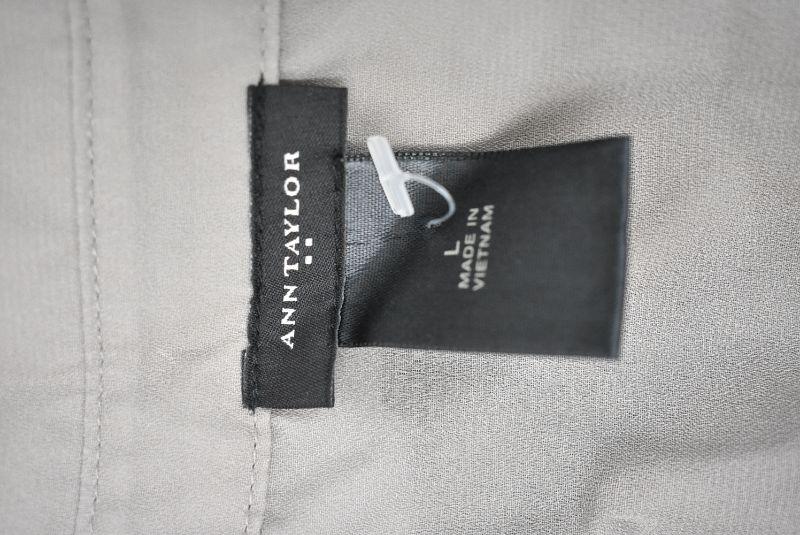 ANN TAYLOR
L
MADE IN
VIETNAM